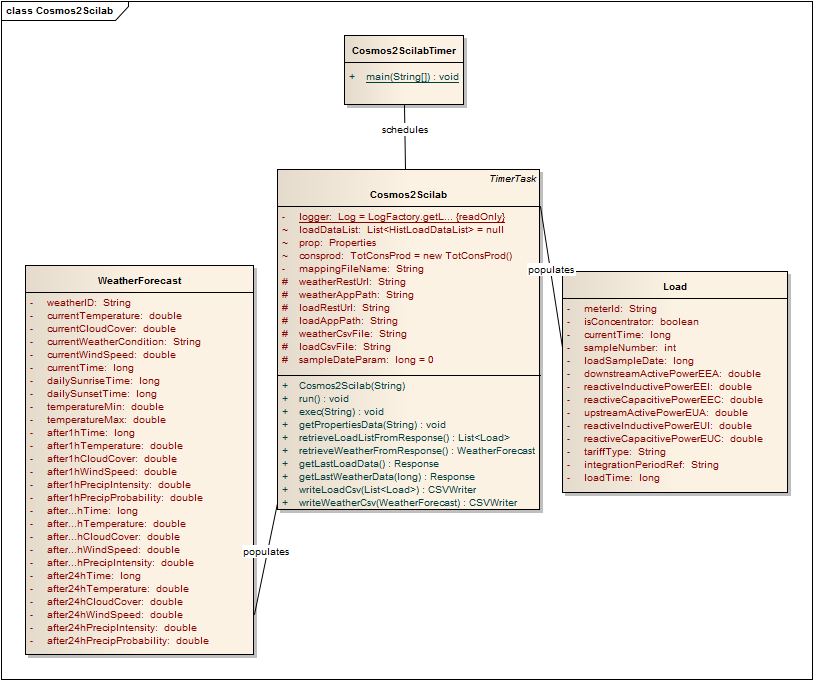 class Cosmos2Scilab
Cosmos2ScilabTimer
+ main(String[]) : void
schedules
TimerTask
Cosmos2Scilab
- logger: Log = LogFactory.getL... {readOnly}
~ loadDataList: List<HistLoadDataList> = null
~ prop: Properties
~ consprod: TotConsProd = new TotConsProd()
- mappingFileName: String
# weatherRestUrl: String
# weatherAppPath: String
# loadRestUrl: String
# loadAppPath: String
# weatherCsvFile: String
# loadCsvFile: String
# sampleDateParam: long = 0
+ Cosmos2Scilab(String)
+ run() : void
+ exec(String) : void
+ getPropertiesData(String) : void
+ retrieveLoadListFromResponse() : List<Load>
+ retrieveWeatherFromResponse() : WeatherForecast
+ getLastLoadData() : Response
+ getLastWeatherData(long) : Response
+ writeLoadCsv(List<Load>) : CSVWriter
+ writeWeatherCsv(WeatherForecast) : CSVWriter
populates
WeatherForecast
- weatherID: String
- currentTemperature: double
- currentCloudCover: double
- currentWeatherCondition: String
- currentWindSpeed: double
- currentTime: long
- dailySunriseTime: long
- dailySunsetTime: long
- temperatureMin: double
- temperatureMax: double
- after1hTime: long
- after1hTemperature: double
- after1hCloudCover: double
- after1hWindSpeed: double
- after1hPrecipIntensity: double
- after1hPrecipProbability: double
- after...hTime: long
- after...hTemperature: double
- after...hCloudCover: double
- after...hWindSpeed: double
- after...hPrecipIntensity: double
- after24hTime: long
- after24hTemperature: double
- after24hCloudCover: double
- after24hWindSpeed: double
- after24hPrecipIntensity: double
- after24hPrecipProbability: double
populates
Load
- meterId: String
- isConcentrator: boolean
- currentTime: long
- sampleNumber: int
- loadSampleDate: long
- downstreamActivePowerEEA: double
- reactiveInductivePowerEEI: double
- reactiveCapacitivePowerEEC: double
- upstreamActivePowerEUA: double
- reactiveInductivePowerEUI: double
- reactiveCapacitivePowerEUC: double
- tariffType: String
- integrationPeriodRef: String
- loadTime: long